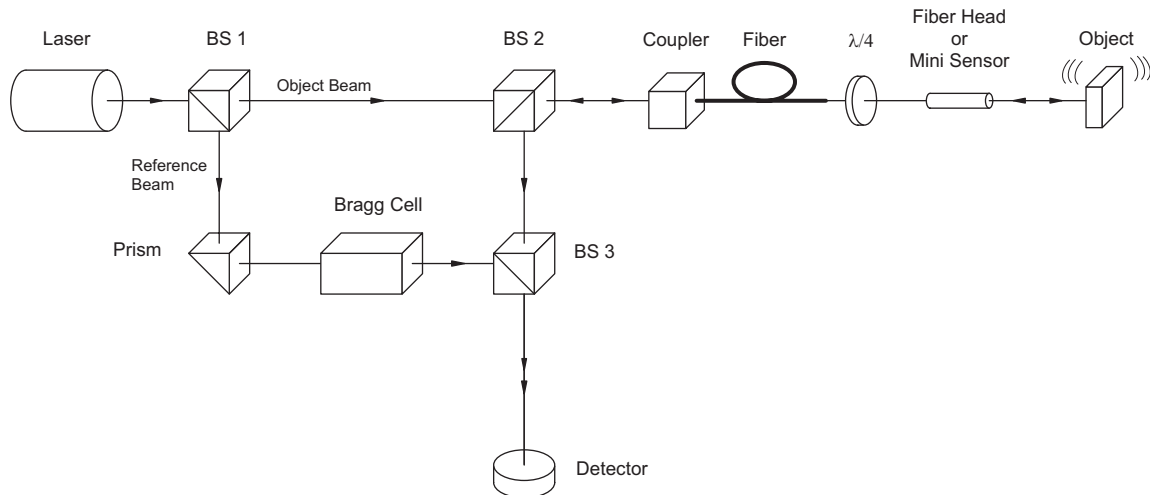 Laser
BS 1
BS 2
Coupler
Fiber
λ/4
Fiber Head
or
Mini Sensor
Object
Object Beam
Reference
Beam
Bragg Cell
Prism
BS 3
Detector